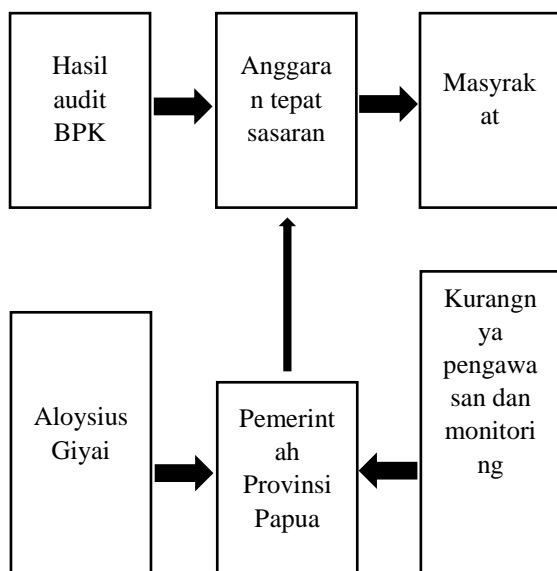 Hasil
audit
BPK
Anggara
n tepat
sasaran
Masyrak
at
Aloysius
Giyai
Pemerint
ah
Provinsi
Papua
Kurangn
ya
pengawa
san dan
monitori
ng